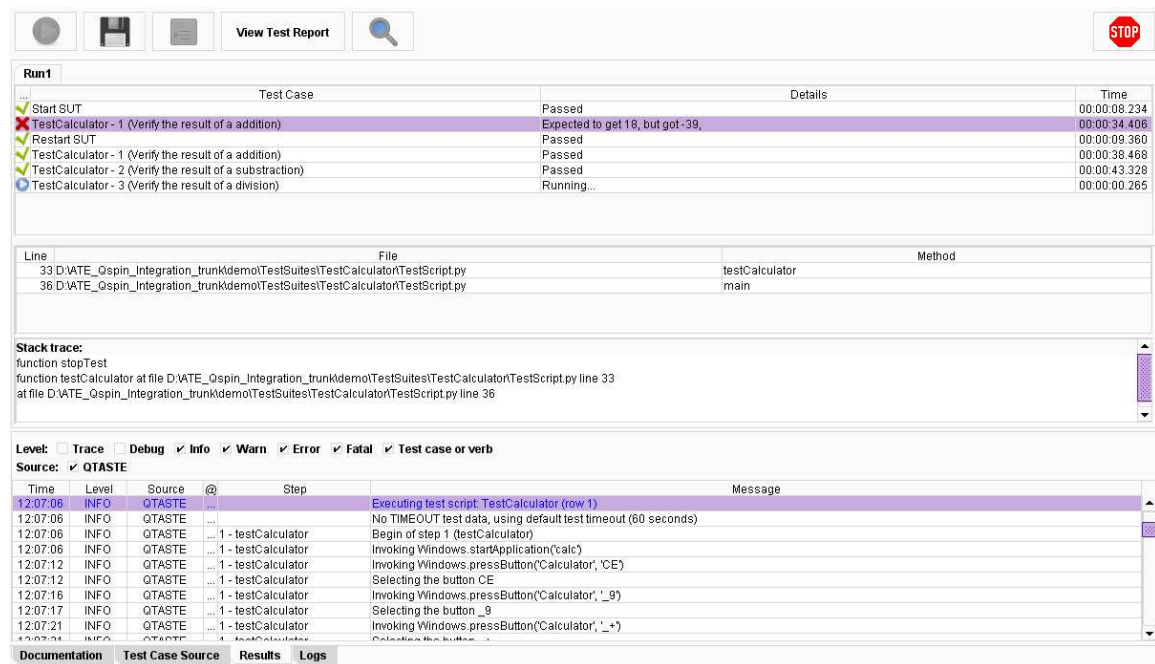 View Test Report
STOP
Run1
... Test Case Details Time
Start SUT Passed 00:00:08.234
TestCalculator - 1 (Verify the result of a addition) Expected to get 18, but got -39, 00:00:34.406
Restart SUT Passed 00:00:09.360
TestCalculator - 1 (Verify the result of a addition) Passed 00:00:38.468
TestCalculator - 2 (Verify the result of a substraction) Passed 00:00:43.328
TestCalculator - 3 (Verify the result of a division) Running... 00:00:00.265
Line File Method
33 D:\ATE_Qspin_Integration_trunk\demo\TestSuites\TestCalculator\TestScript.py testCalculator
36 D:\ATE_Qspin_Integration_trunk\demo\TestSuites\TestCalculator\TestScript.py main
Stack trace:
function stopTest
function testCalculator at file D:\ATE_Qspin_Integration_trunk\demo\TestSuites\TestCalculator\TestScript.py line 33
at file D:\ATE_Qspin_Integration_trunk\demo\TestSuites\TestCalculator\TestScript.py line 36
Level: Trace Debug Info Warn Error Fatal Test case or verb
Source: QTASTE
Time Level Source @ Step Message
12:07:06 INFO QTASTE ... Executing test script: TestCalculator (row 1)
12:07:06 INFO QTASTE ... No TIMEOUT test data, using default test timeout (60 seconds)
12:07:06 INFO QTASTE ... 1 - testCalculator Begin of step 1 (testCalculator)
12:07:06 INFO QTASTE ... 1 - testCalculator Invoking Windows.startApplication('calc')
12:07:12 INFO QTASTE ... 1 - testCalculator Invoking Windows.pressButton('Calculator', 'CE')
12:07:12 INFO QTASTE ... 1 - testCalculator Selecting the button CE
12:07:16 INFO QTASTE ... 1 - testCalculator Invoking Windows.pressButton('Calculator', '_9')
12:07:17 INFO QTASTE ... 1 - testCalculator Selecting the button _9
12:07:21 INFO QTASTE ... 1 - testCalculator Invoking Windows.pressButton('Calculator', '_+')
12:07:21 INFO QTASTE ... 1 - testCalculator Selecting the button _+
Documentation Test Case Source Results Logs